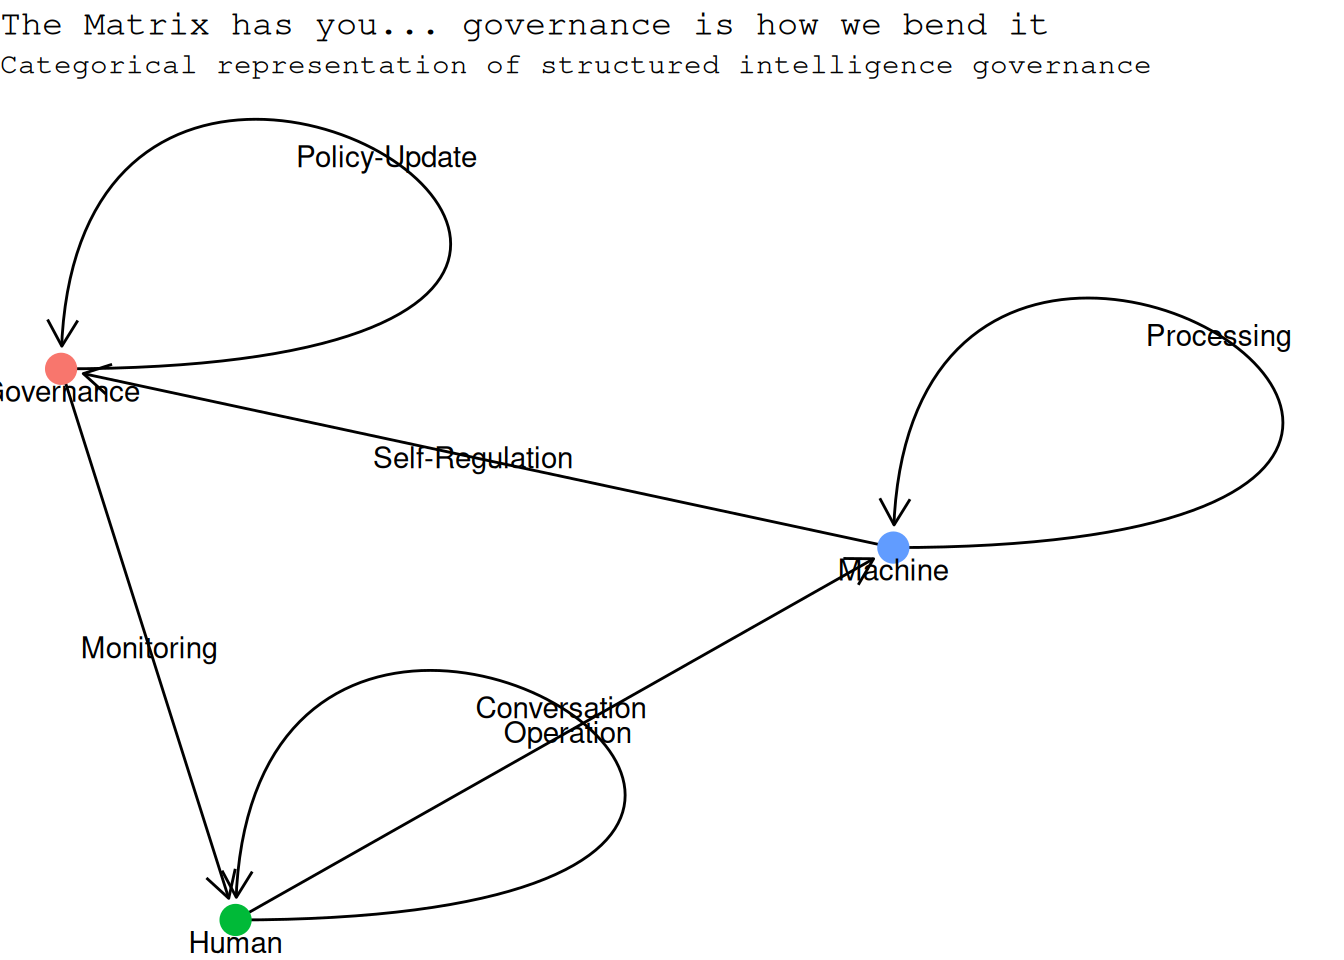 The Matrix has you... governance is how we bend it
Categorical representation of structured intelligence governance
Policy-Update
Processing
Governance
Self-Regulation
Machine
Monitoring
Conversation
Operation
Human